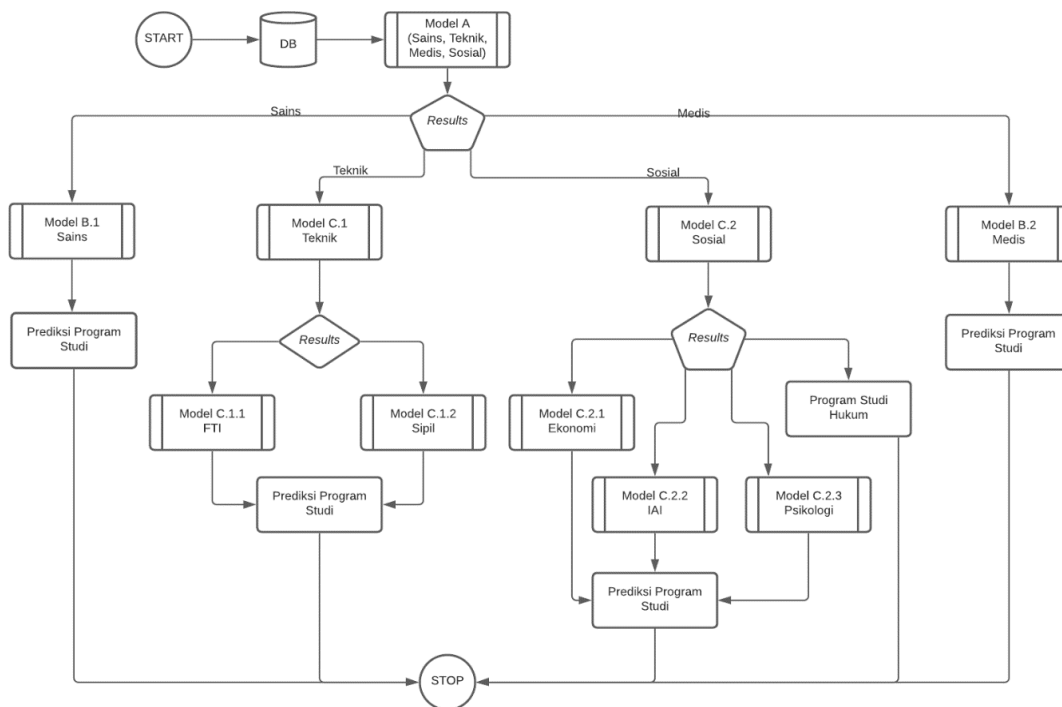 START
DB
Model A
(Sains, Teknik,
Medis, Sosial)
Results
Sains
Medis
Teknik
Sosial
Model B.1
Sains
Model C.1
Teknik
Model C.2
Sosial
Model B.2
Medis
Prediksi Program
Studi
Results
Results
Prediksi Program
Studi
Model C.1.1
FTI
Model C.1.2
Sipil
Model C.2.1
Ekonomi
Program Studi
Hukum
Prediksi Program
Studi
Model C.2.2
IAI
Model C.2.3
Psikologi
Prediksi Program
Studi
STOP